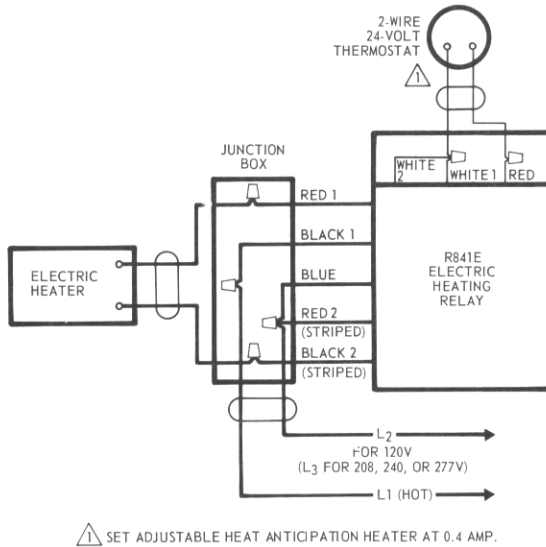 2-WIRE
24-VOLT
THERMOSTAT
1
JUNCTION
BOX
WHITE
2
WHITE 1
RED
RED 1
BLACK 1
BLUE
RED 2
(STRIPED)
BLACK 2
(STRIPED)
ELECTRIC
HEATER
R841E
ELECTRIC
HEATING
RELAY
L2
FOR 120V
(L3 FOR 208, 240, OR 277V)
L1 (HOT)
1 SET ADJUSTABLE HEAT ANTICIPATION HEATER AT 0.4 AMP.